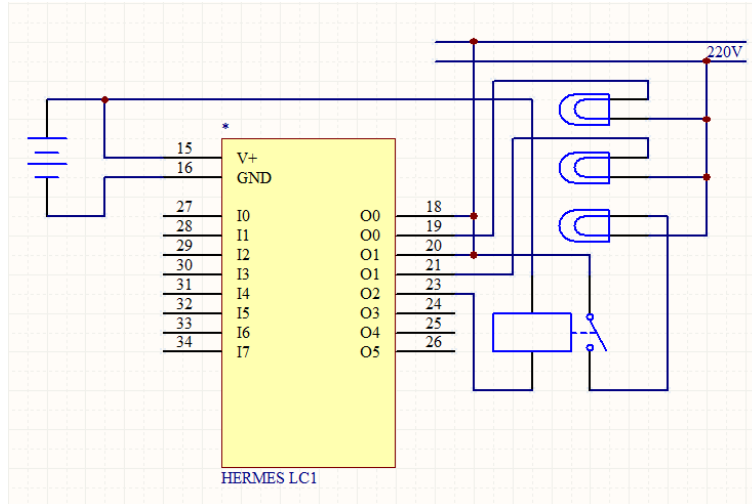 220V
*
15 V+
16 GND
27 I0 O0 18
28 I1 O0 19
29 I2 O1 20
30 I3 O1 21
31 I4 O2 23
32 I5 O3 24
33 I6 O4 25
34 I7 O5 26
HERMES LC1